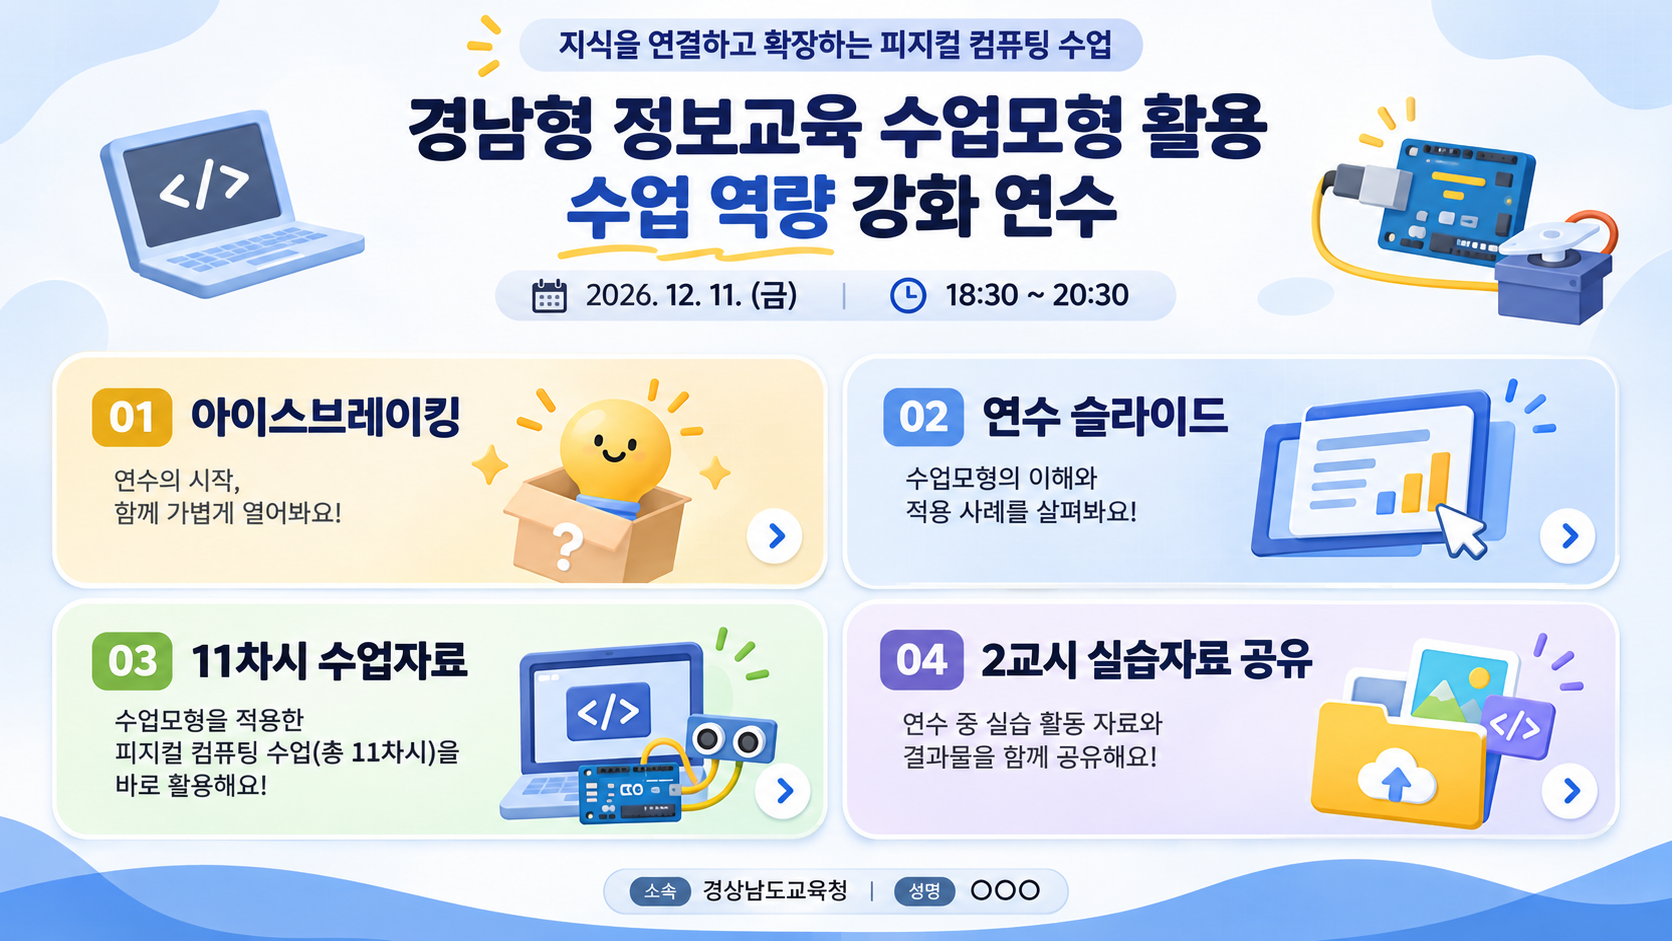 지식을 연결하고 확장하는 피지컬 컴퓨팅 수업
경남형 정보교육 수업모형 활용
수업 역량 강화 연수
2026. 12. 11. (금) | 18:30 ~ 20:30
01 아이스브레이킹
연수의 시작,
함께 가볍게 열어봐요!
?
02 연수 슬라이드
수업모형의 이해와
적용 사례를 살펴봐요!
03 11차시 수업자료
수업모형을 적용한
피지컬 컴퓨팅 수업(총 11차시)을
바로 활용해요!
</>
04 2교시 실습자료 공유
연수 중 실습 활동 자료와
결과물을 함께 공유해요!
</>
소속 경상남도교육청 | 성명 ○○○